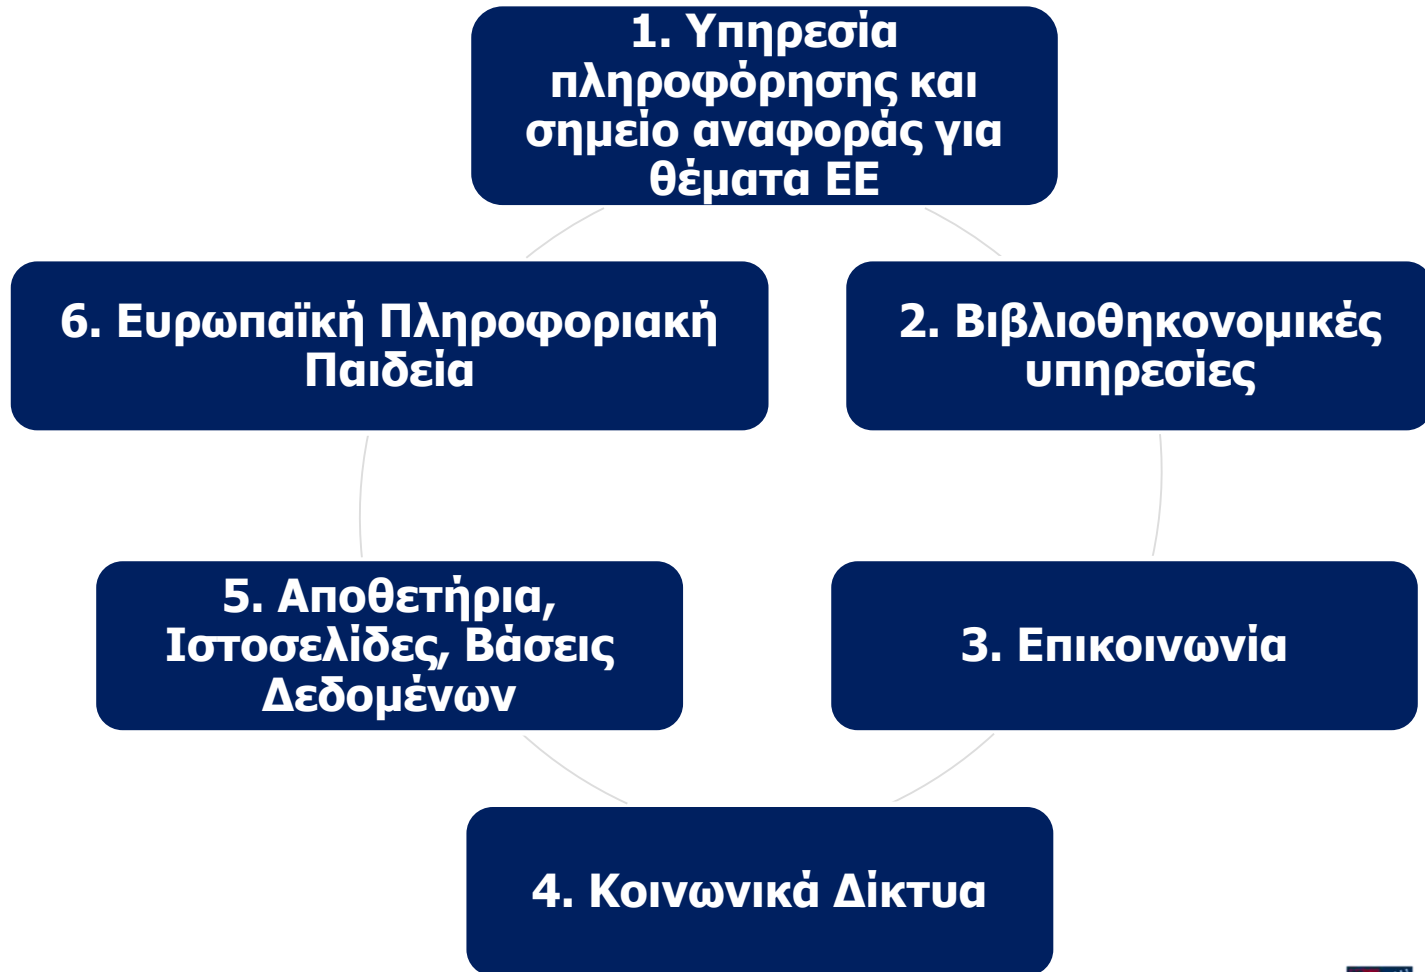 1. Υπηρεσία
πληροφόρησης και
σημείο αναφοράς για
θέματα ΕΕ
2. Βιβλιοθηκονομικές
υπηρεσίες
3. Επικοινωνία
4. Κοινωνικά Δίκτυα
5. Αποθετήρια,
Ιστοσελίδες, Βάσεις
Δεδομένων
6. Ευρωπαϊκή Πληροφοριακή
Παιδεία